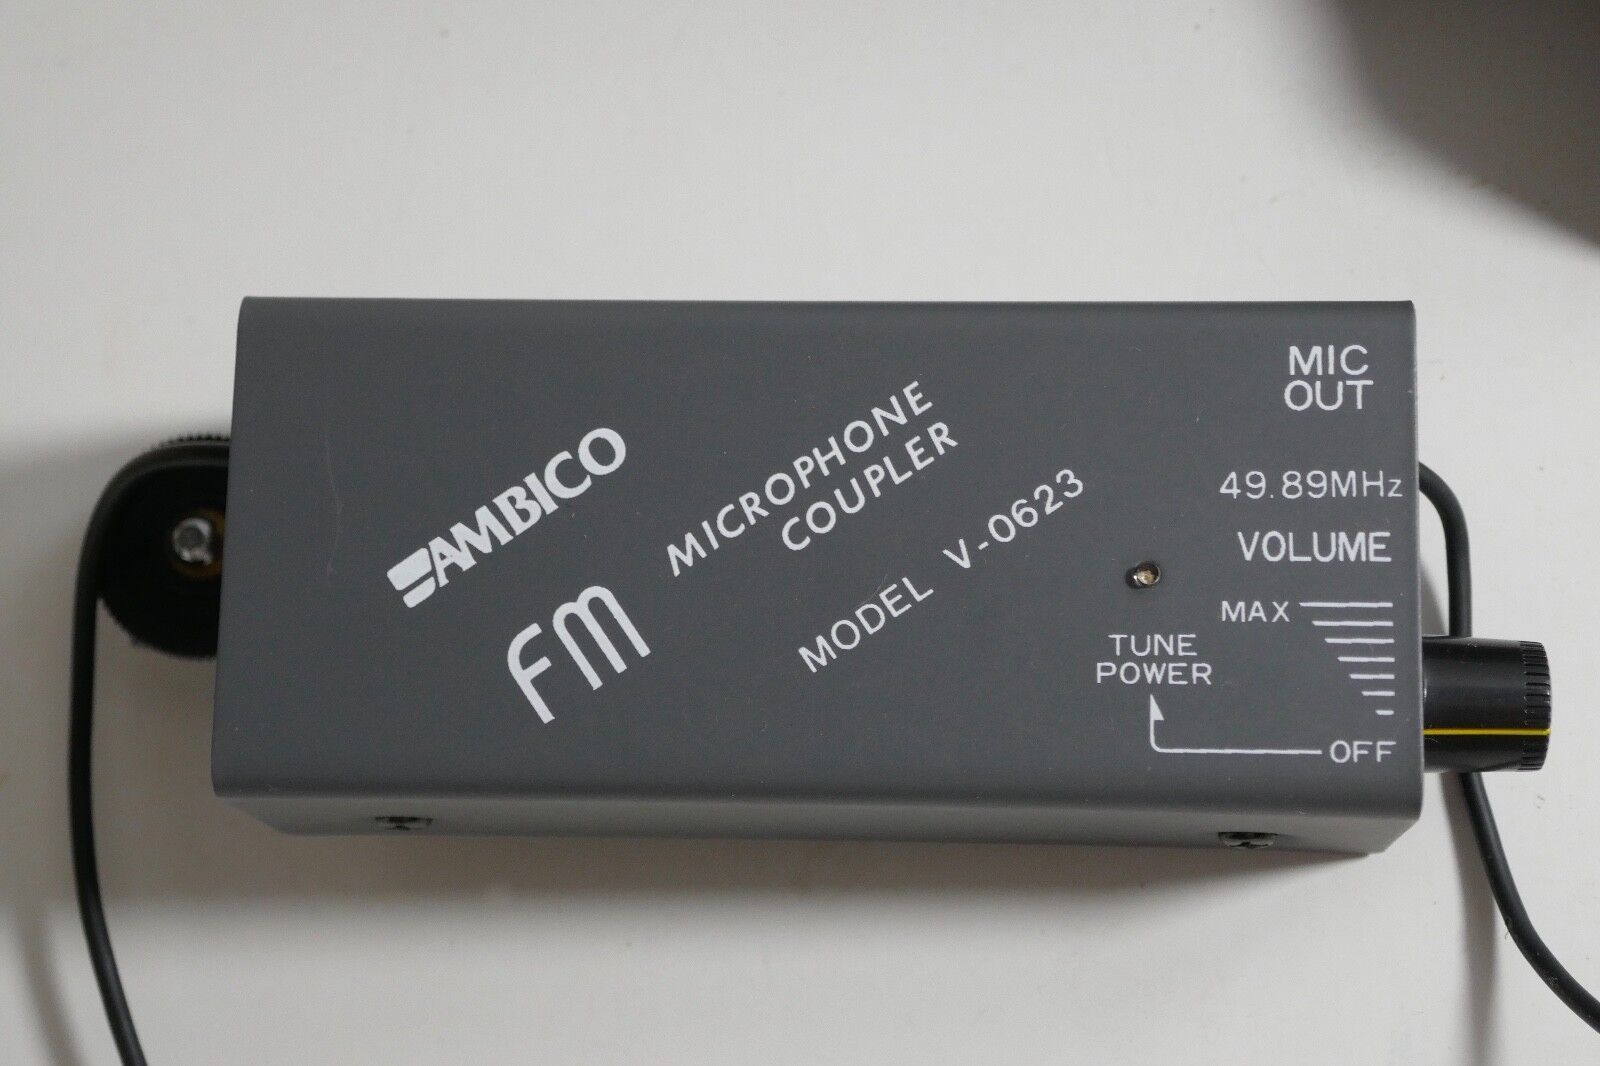 AMBICO
FM
MICROPHONE
COUPLER
MODEL V-0623
MIC
OUT
49.89MHz
VOLUME
MAX
TUNE
POWER
OFF